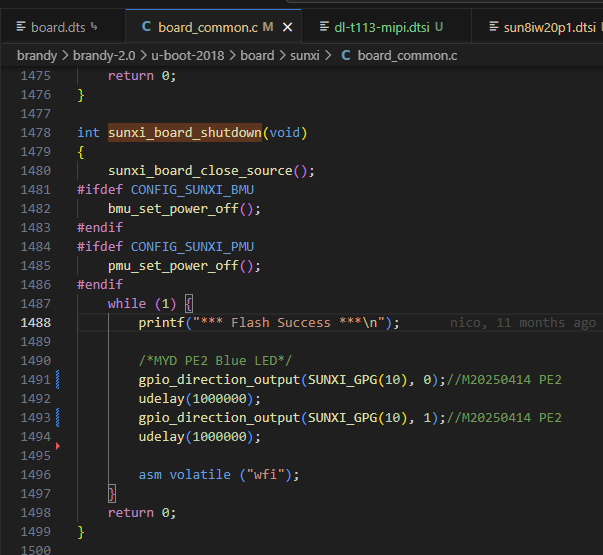 board.dts
board_common.c M
dl-t113-mipi.dtsi U
sun8iw20p1.dtsi
brandy > brandy-2.0 > u-boot-2018 > board > sunxi > C board_common.c
1475 return 0;
1476 }
1477
1478 int sunxi_board_shutdown(void)
1479 {
1480 sunxi_board_close_source();
1481 #ifdef CONFIG_SUNXI_BMU
1482 bmu_set_power_off();
1483 #endif
1484 #ifdef CONFIG_SUNXI_PMU
1485 pmu_set_power_off();
1486 #endif
1487 while (1) {
1488 printf("*** Flash Success ***\n"); nico, 11 months ago
1489
1490 /*MYD PE2 Blue LED*/
1491 gpio_direction_output(SUNXI_GPG(10), 0);//M20250414 PE2
1492 udelay(1000000);
1493 gpio_direction_output(SUNXI_GPG(10), 1);//M20250414 PE2
1494 udelay(1000000);
1495
1496 asm volatile ("wfi");
1497 }
1498 return 0;
1499 }
1500